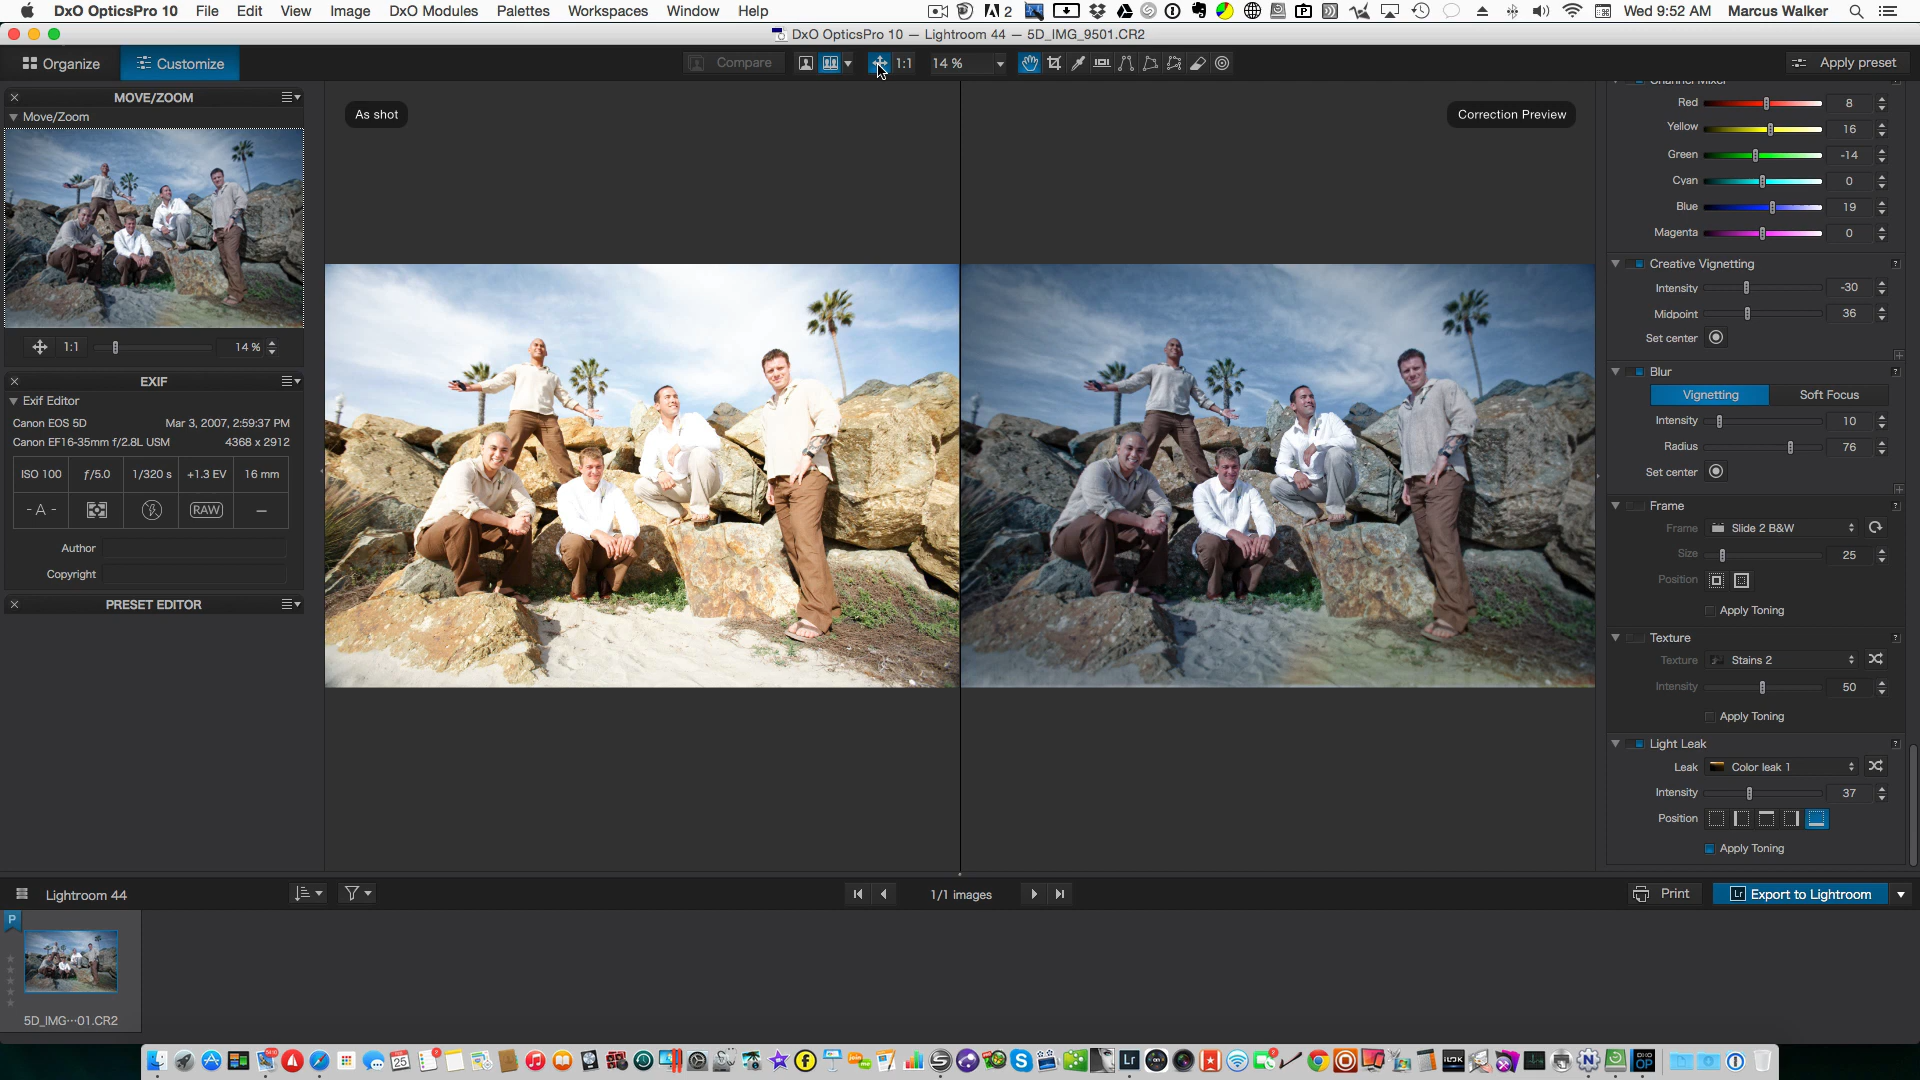 DxO OpticsPro 10 File Edit View Image DxO Modules Palettes Workspaces Window Help 2 Wed 9:52 AM Marcus Walker
DxO OpticsPro 10 — Lightroom 44 — 5D_IMG_9501.CR2
Organize Customize Compare 1:1 14 % Apply preset
MOVE/ZOOM
Move/Zoom
1:1 14 %
EXIF
Exif Editor
Canon EOS 5D Mar 3, 2007, 2:59:37 PM
Canon EF16-35mm f/2.8L USM 4368 x 2912
ISO 100 ƒ/5.0 1/320 s +1.3 EV 16 mm
- A - RAW —
Author
Copyright
PRESET EDITOR
As shot
Correction Preview
Channel Mixer
Red 8
Yellow 16
Green -14
Cyan 0
Blue 19
Magenta 0
Creative Vignetting ?
Intensity -30
Midpoint 36
Set center
Blur ?
Vignetting Soft Focus
Intensity 10
Radius 76
Set center
Frame ?
Frame Slide 2 B&W
Size 25
Position
Apply Toning
Texture ?
Texture Stains 2
Intensity 50
Apply Toning
Light Leak ?
Leak Color leak 1
Intensity 37
Position
Apply Toning
Lightroom 44 1/1 images Print Lr Export to Lightroom
P
5D_IMG···01.CR2